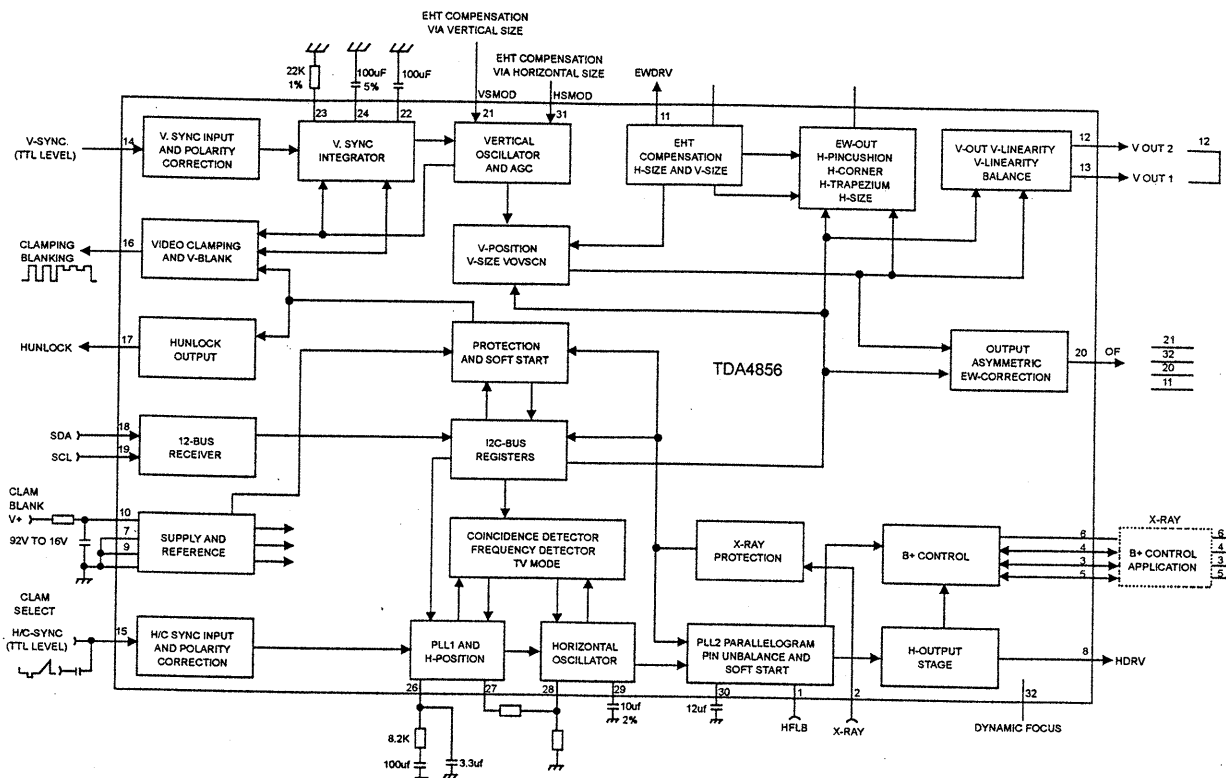 EHT COMPENSATION
VIA VERTICAL SIZE
EHT COMPENSATION
VIA HORIZONTAL SIZE
22K
1%
100uF
5%
100uF
VSMOD
HSMOD
EWDRV
23
24
22
21
31
11
V-SYNC.
(TTL LEVEL)
14
V. SYNC INPUT
AND POLARITY
CORRECTION
V. SYNC
INTEGRATOR
VERTICAL
OSCILLATOR
AND AGC
EHT
COMPENSATION
H-SIZE AND V-SIZE
EW-OUT
H-PINCUSHION
H-CORNER
H-TRAPEZIUM
H-SIZE
V-OUT V-LINEARITY
V-LINEARITY
BALANCE
12
V OUT 2
12
13
V OUT 1
CLAMPING
BLANKING
16
VIDEO CLAMPING
AND V-BLANK
V-POSITION
V-SIZE VOVSCN
HUNLOCK
17
HUNLOCK
OUTPUT
PROTECTION
AND SOFT START
TDA4856
OUTPUT
ASYMMETRIC
EW-CORRECTION
20
OF
21
32
20
11
SDA
18
SCL
19
12-BUS
RECEIVER
I2C-BUS
REGISTERS
CLAM
BLANK
V+
10
7
9
92V TO 16V
SUPPLY AND
REFERENCE
COINCIDENCE DETECTOR
FREQUENCY DETECTOR
TV MODE
X-RAY
PROTECTION
B+ CONTROL
6
4
3
5
X-RAY
B+ CONTROL
APPLICATION
6
4
3
5
CLAM
SELECT
H/C-SYNC
(TTL LEVEL)
15
H/C SYNC INPUT
AND POLARITY
CORRECTION
PLL1 AND
H-POSITION
HORIZONTAL
OSCILLATOR
PLL2 PARALLELOGRAM
PIN UNBALANCE AND
SOFT START
H-OUTPUT
STAGE
8
HDRV
26
27
28
29
30
1
2
32
10uf
2%
12uf
HFLB
X-RAY
DYNAMIC FOCUS
8.2K
100uf
3.3uf